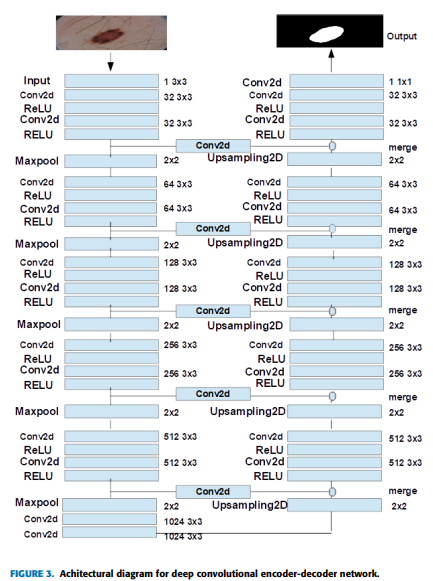 Output
Input 1 3x3 Conv2d 1 1x1
Conv2d 32 3x3 Conv2d 32 3x3
ReLU ReLU
Conv2d 32 3x3 Conv2d 32 3x3
RELU RELU
Conv2d merge
Maxpool 2x2 Upsampling2D 2x2
Conv2d 64 3x3 Conv2d 64 3x3
ReLU ReLU
Conv2d 64 3x3 Conv2d 64 3x3
RELU RELU
Conv2d merge
Maxpool 2x2 Upsampling2D 2x2
Conv2d 128 3x3 Conv2d 128 3x3
ReLU ReLU
Conv2d 128 3x3 Conv2d 128 3x3
RELU RELU
Conv2d merge
Maxpool 2x2 Upsampling2D 2x2
Conv2d 256 3x3 Conv2d 256 3x3
ReLU ReLU
Conv2d 256 3x3 Conv2d 256 3x3
RELU RELU
Conv2d merge
Maxpool 2x2 Upsampling2D 2x2
Conv2d 512 3x3 Conv2d 512 3x3
ReLU ReLU
Conv2d 512 3x3 Conv2d 512 3x3
RELU RELU
Conv2d merge
Maxpool 2x2 Upsampling2D 2x2
Conv2d 1024 3x3
Conv2d 1024 3x3
FIGURE 3. Achitectural diagram for deep convolutional encoder-decoder network.